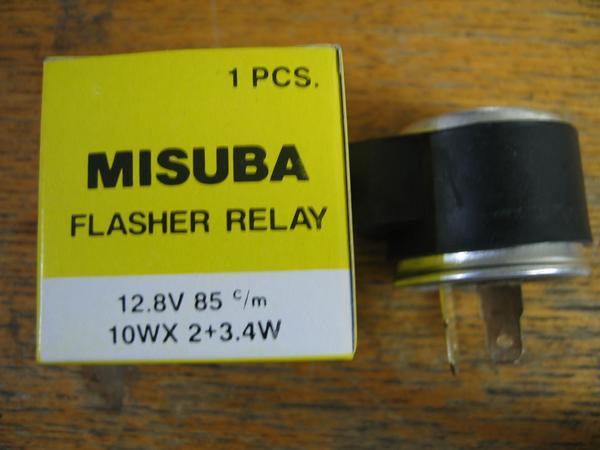 1 PCS.
MISUBA
FLASHER RELAY
12.8V 85 c/m
10WX 2+3.4W